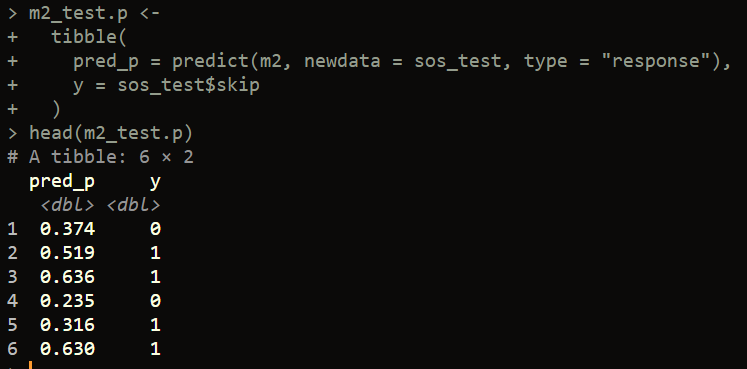 > m2_test.p <-
+   tibble(
+     pred_p = predict(m2, newdata = sos_test, type = "response"),
+     y = sos_test$skip
+   )
> head(m2_test.p)
# A tibble: 6 × 2
  pred_p     y
   <dbl> <dbl>
1  0.374     0
2  0.519     1
3  0.636     1
4  0.235     0
5  0.316     1
6  0.630     1